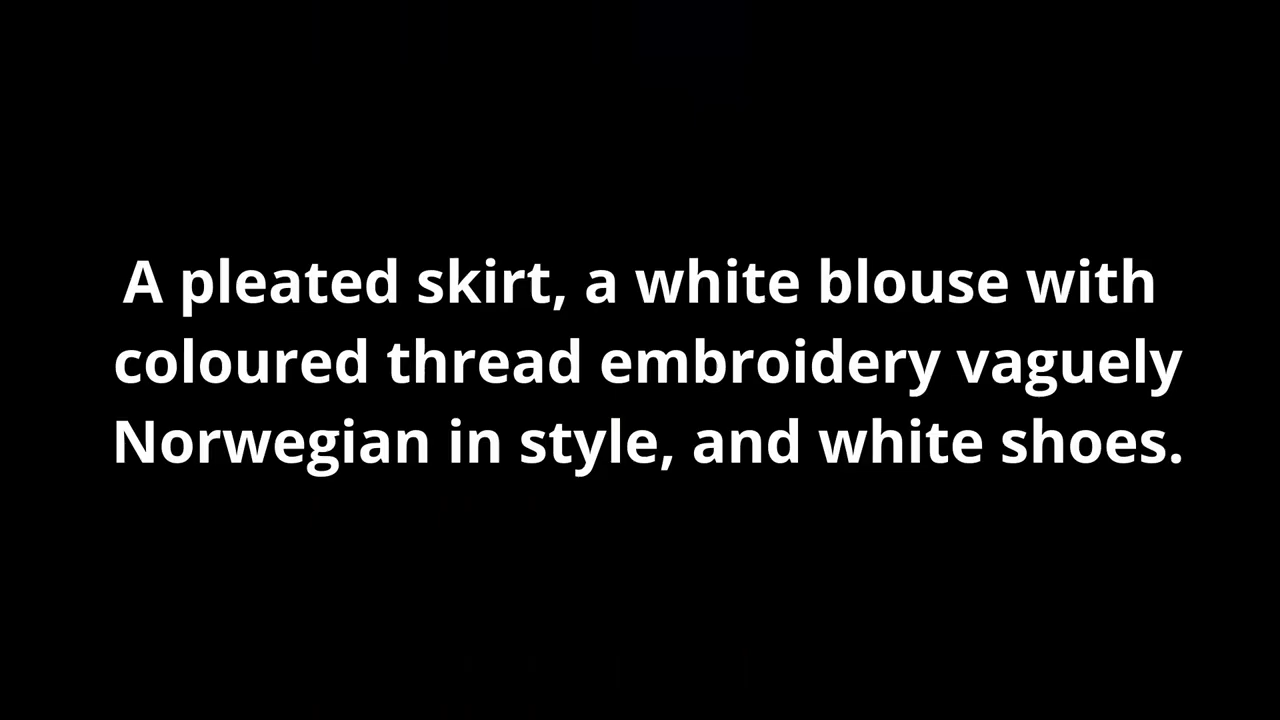 A pleated skirt, a white blouse with
coloured thread embroidery vaguely
Norwegian in style, and white shoes.